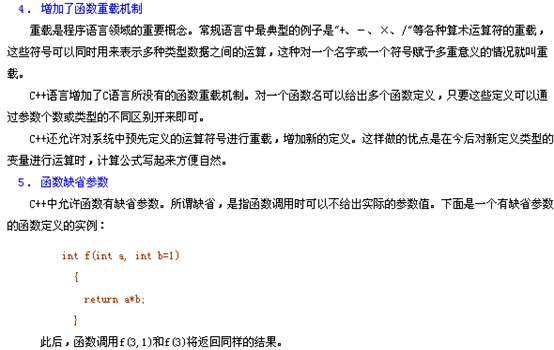 4. 增加了函数重载机制
重载是程序语言领域的重要概念。常规语言中最典型的例子是"+、－、×、/"等各种算术运算符的重载，
这些符号可以同时用来表示多种类型数据之间的运算，这种对一个名字或一个符号赋予多重意义的情况就叫重
载。
C++语言增加了C语言所没有的函数重载机制。对一个函数名可以给出多个函数定义，只要这些定义可以通
过参数个数或类型的不同区别开来即可。
C++还允许对系统中预先定义的运算符号进行重载，增加新的定义。这样做的优点是在今后对新定义类型的
变量进行运算时，计算公式写起来方便自然。
5. 函数缺省参数
C++中允许函数有缺省参数。所谓缺省，是指函数调用时可以不给出实际的参数值。下面是一个有缺省参数
的函数定义的实例：
int f(int a, int b=1)
{
return a*b;
}
此后，函数调用f(3,1)和f(3)将返回同样的结果。